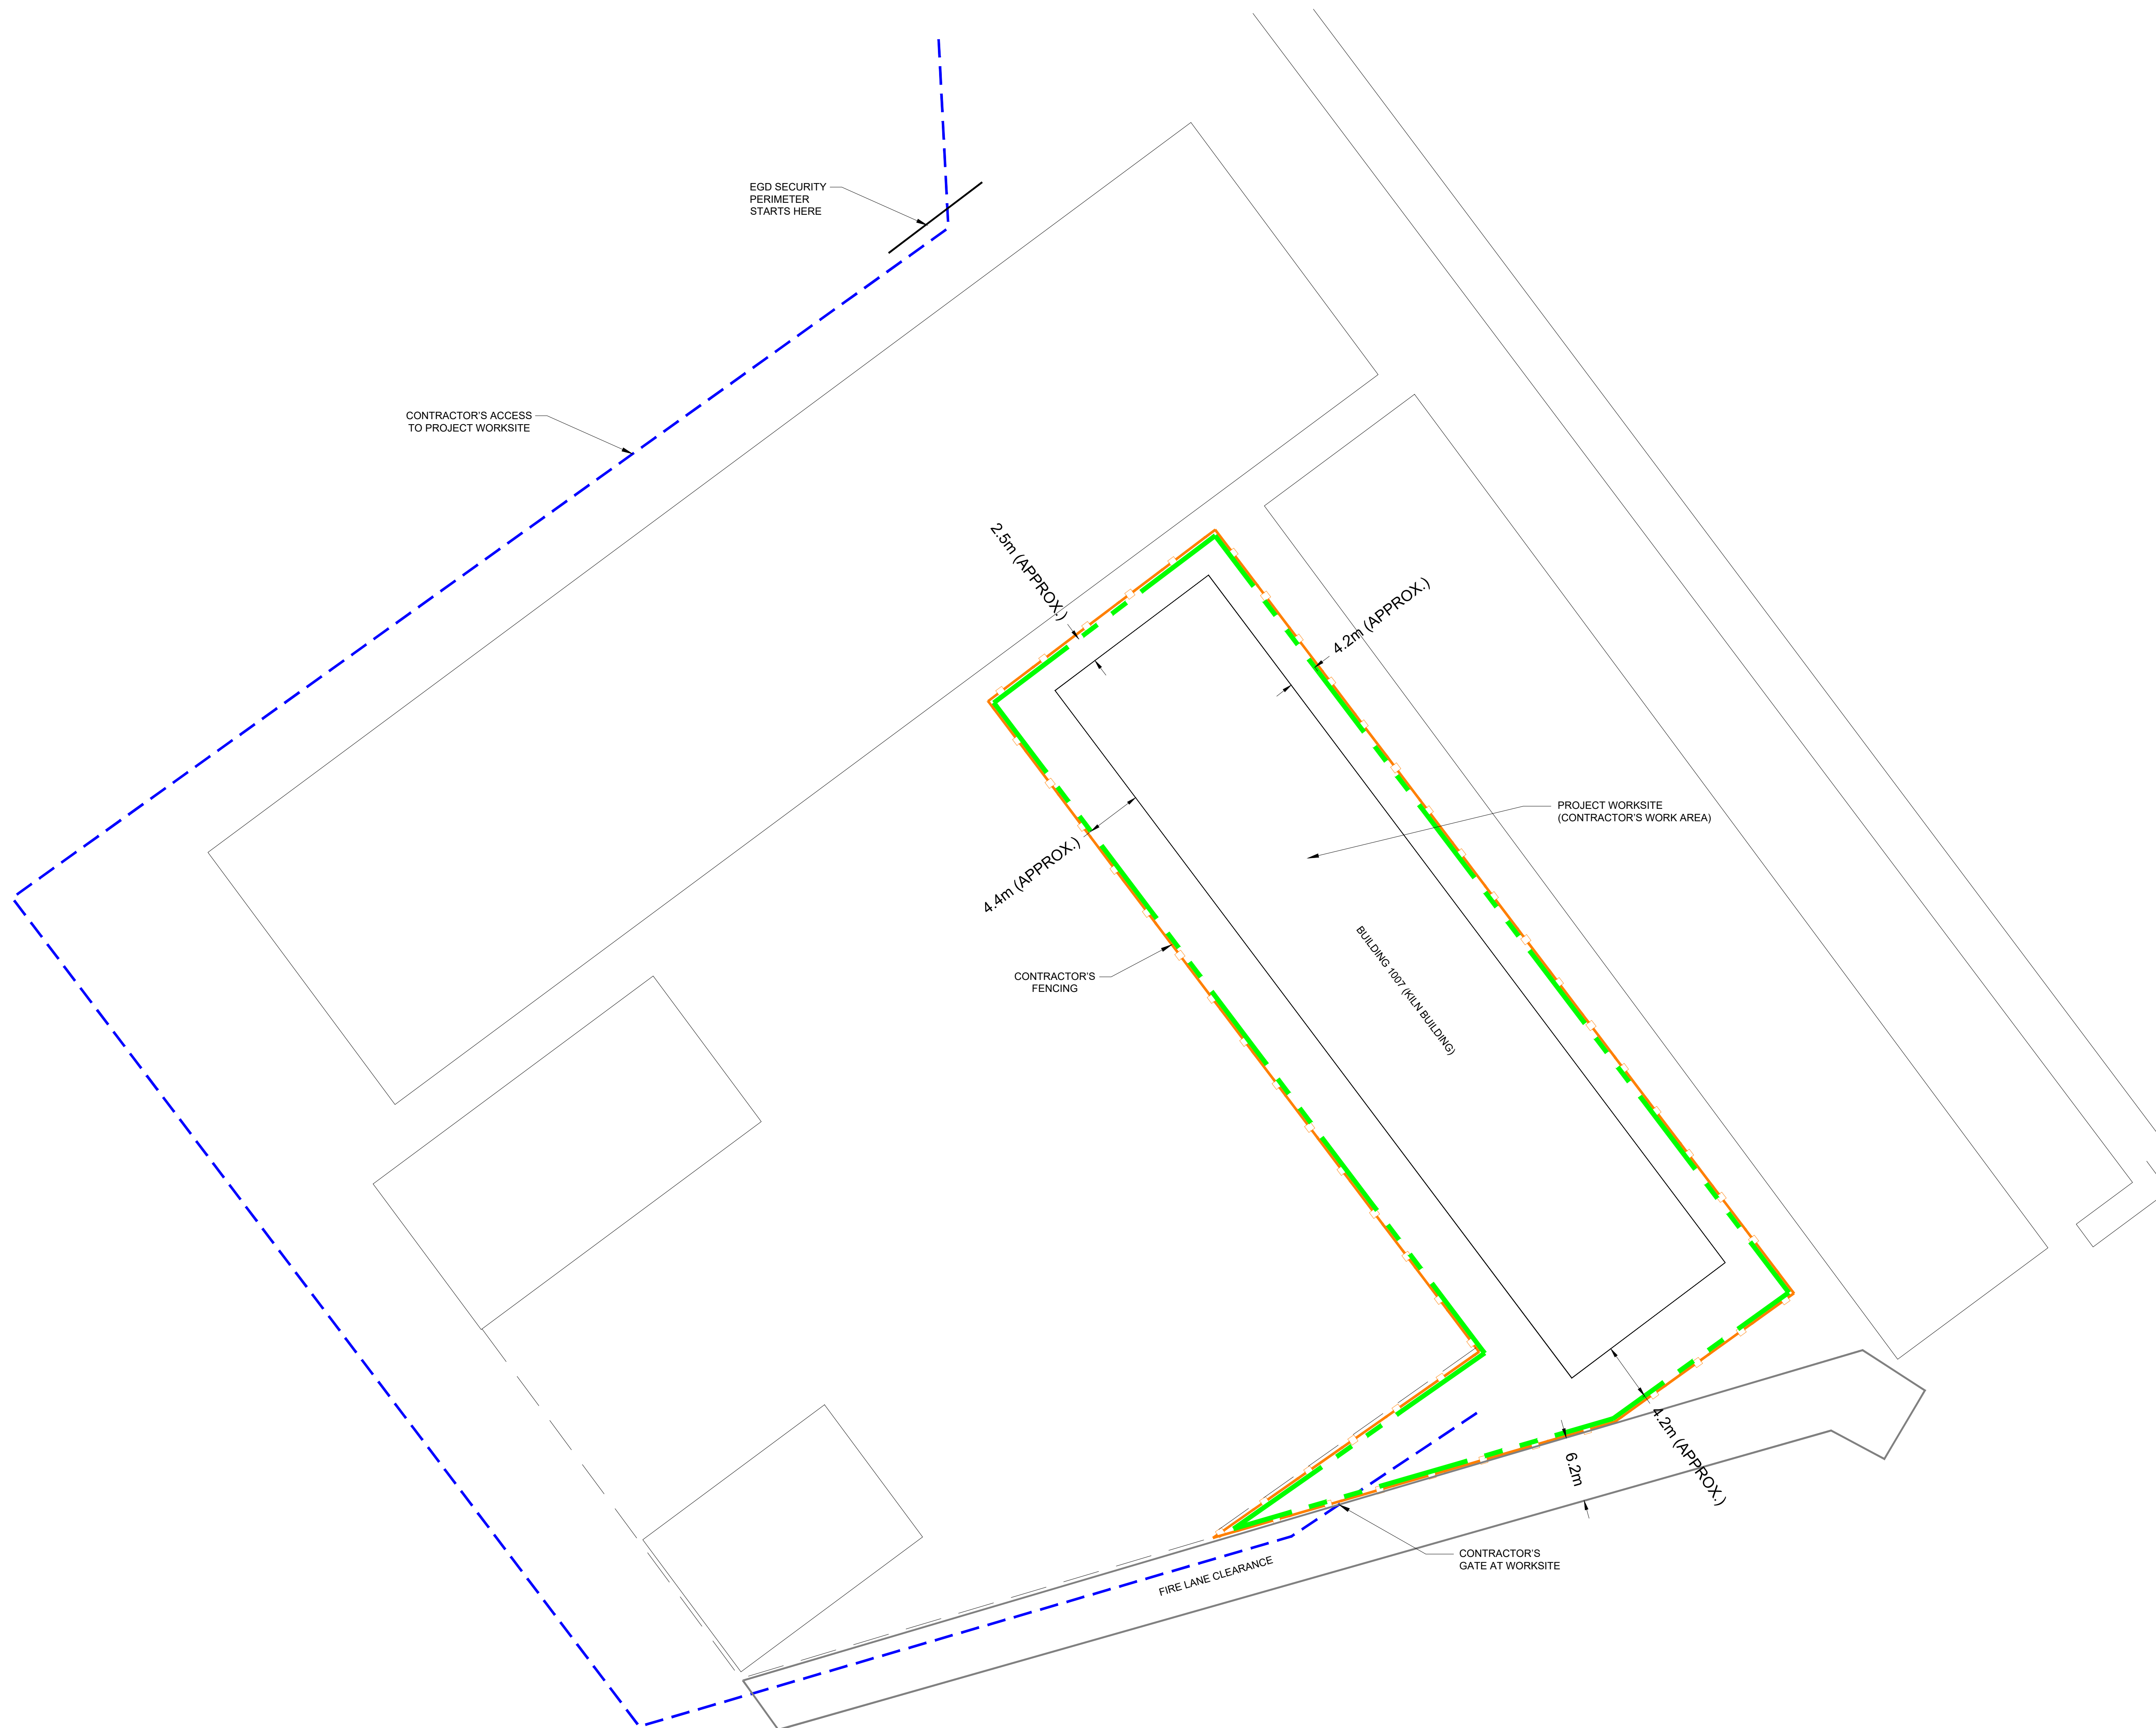 EGD SECURITY
PERIMETER
STARTS HERE
CONTRACTOR'S ACCESS
TO PROJECT WORKSITE
2.5m (APPROX.)
4.2m (APPROX.)
PROJECT WORKSITE
(CONTRACTOR'S WORK AREA)
4.4m (APPROX.)
BUILDING 1007 (KILN BUILDING)
CONTRACTOR'S
FENCING
4.2m (APPROX.)
6.2m
CONTRACTOR'S
GATE AT WORKSITE
FIRE LANE CLEARANCE